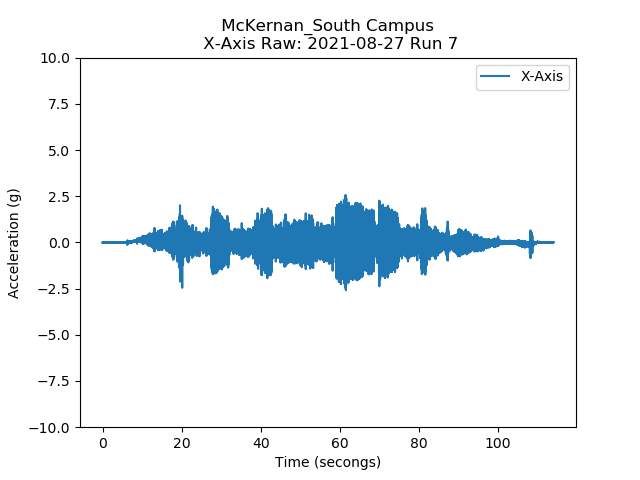 McKernan_South Campus
X-Axis Raw: 2021-08-27 Run 7
X-Axis
Acceleration (g)
10.0
7.5
5.0
2.5
0.0
−2.5
−5.0
−7.5
−10.0
0 20 40 60 80 100
Time (secongs)